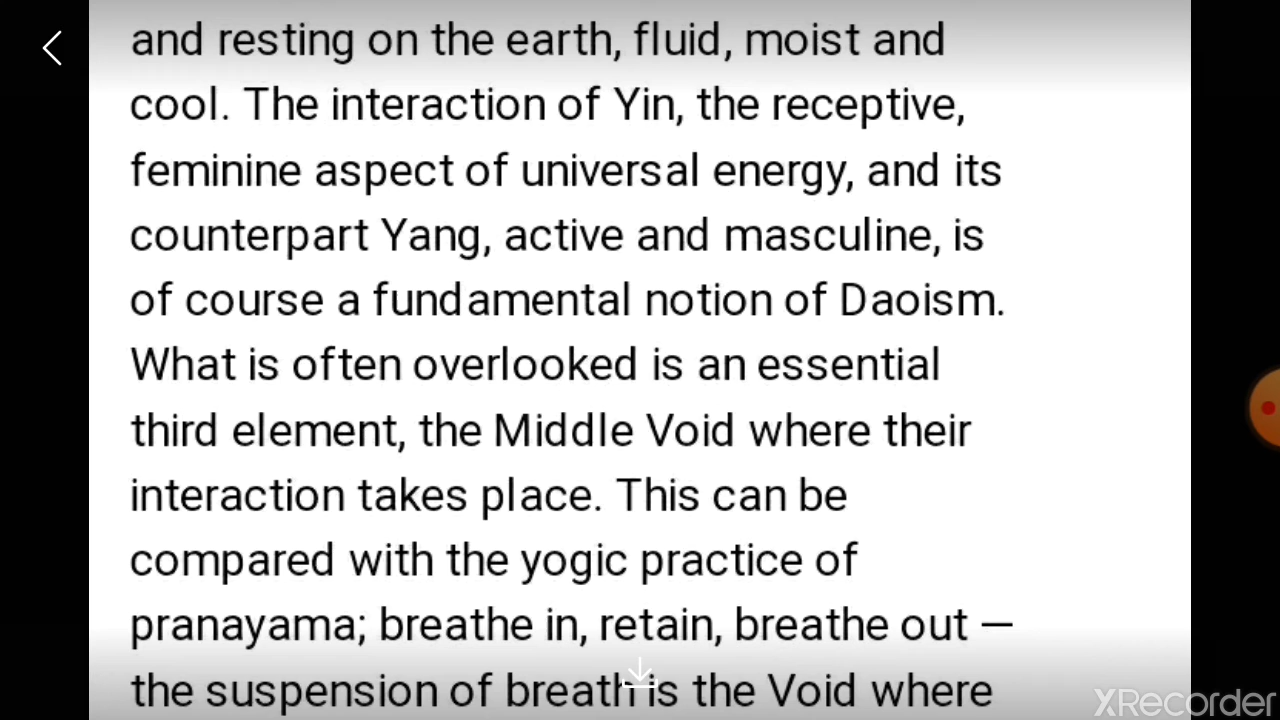 and resting on the earth, fluid, moist and
cool. The interaction of Yin, the receptive,
feminine aspect of universal energy, and its
counterpart Yang, active and masculine, is
of course a fundamental notion of Daoism.
What is often overlooked is an essential
third element, the Middle Void where their
interaction takes place. This can be
compared with the yogic practice of
pranayama; breathe in, retain, breathe out —
the suspension of breath is the Void where
XRecorder